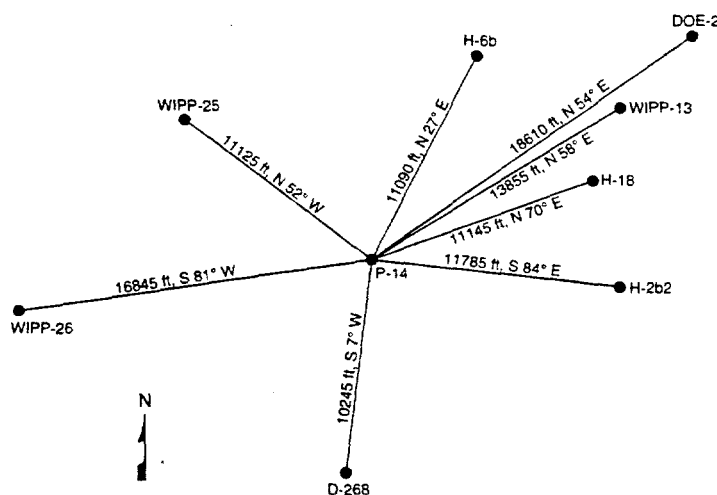 DOE-2
H-6b
WIPP-25
WIPP-13
18610 ft, N 54° E
11125 ft, N 52° W
11090 ft, N 27° E
13855 ft, N 58° E
H-18
11145 ft, N 70° E
P-14
11785 ft, S 84° E
16845 ft, S 81° W
H-2b2
WIPP-26
10245 ft, S 7° W
N
D-268